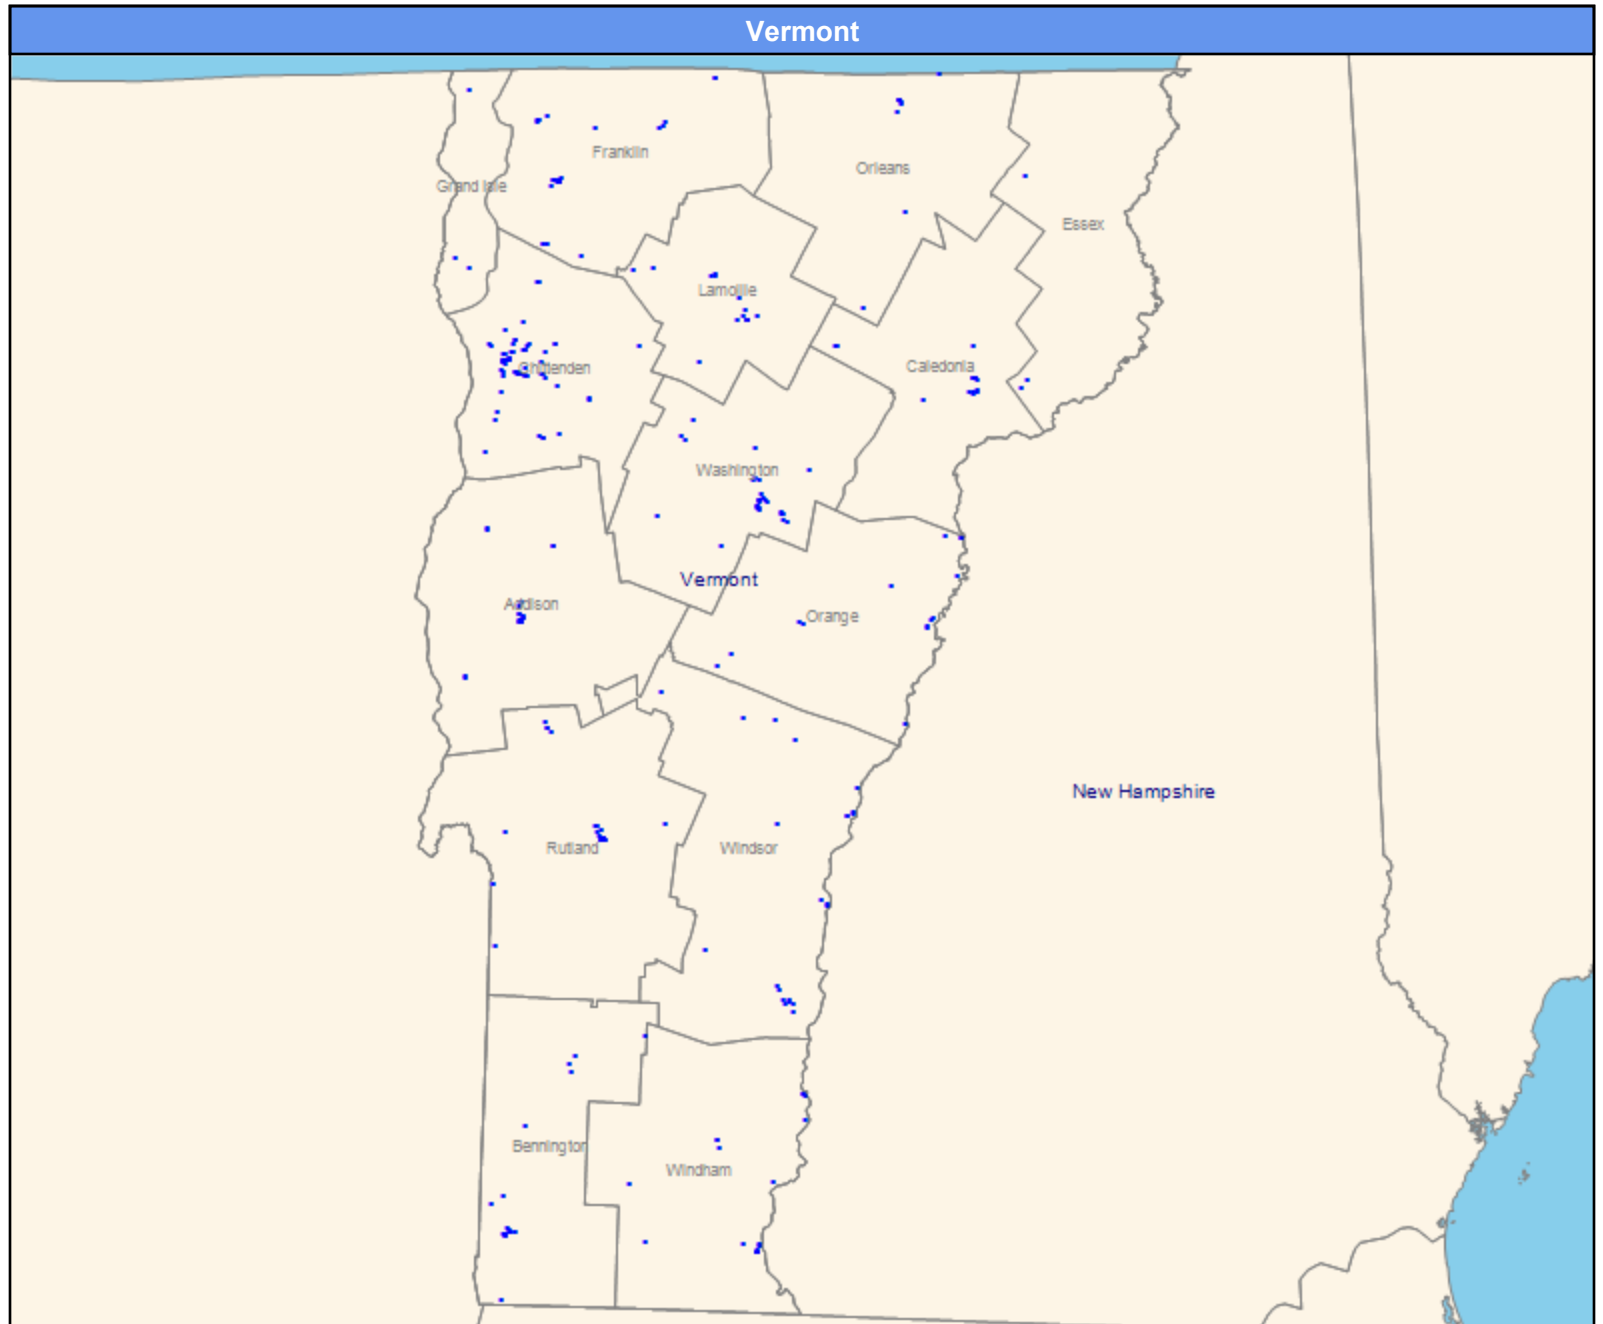 Vermont
Franklin
Orleans
Grand Isle
Essex
Lamoille
Chittenden
Caledonia
Washington
Vermont
Addison
Orange
New Hampshire
Rutland
Windsor
Bennington
Windham